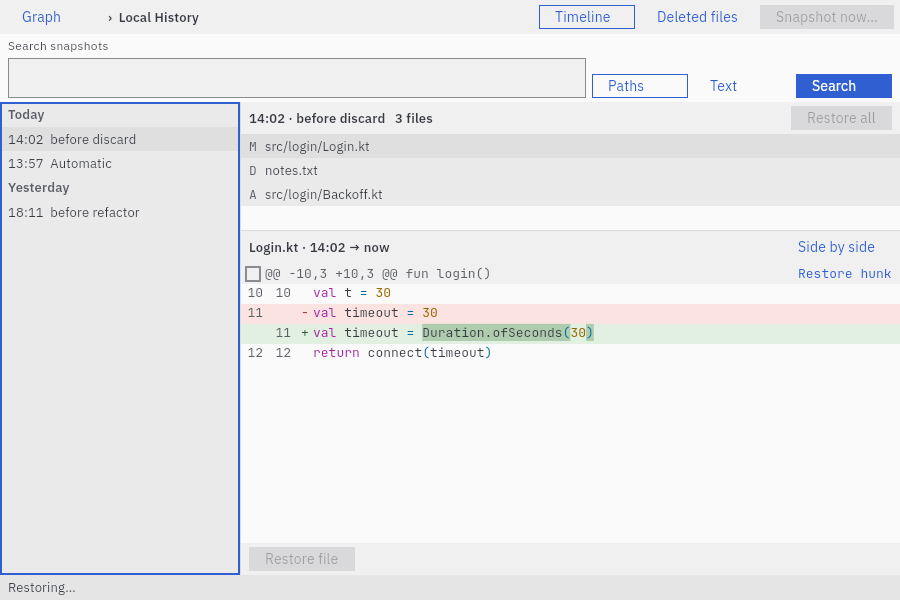 Graph › Local History Timeline Deleted files Snapshot now...
Search snapshots
Paths Text Search
Today
14:02 before discard
13:57 Automatic
Yesterday
18:11 before refactor
14:02 · before discard 3 files Restore all
M src/login/Login.kt
D notes.txt
A src/login/Backoff.kt
Login.kt · 14:02 → now Side by side
@@ -10,3 +10,3 @@ fun login() Restore hunk
10 10 val t = 30
11 - val timeout = 30
11 + val timeout = Duration.ofSeconds(30)
12 12 return connect(timeout)
Restore file
Restoring...